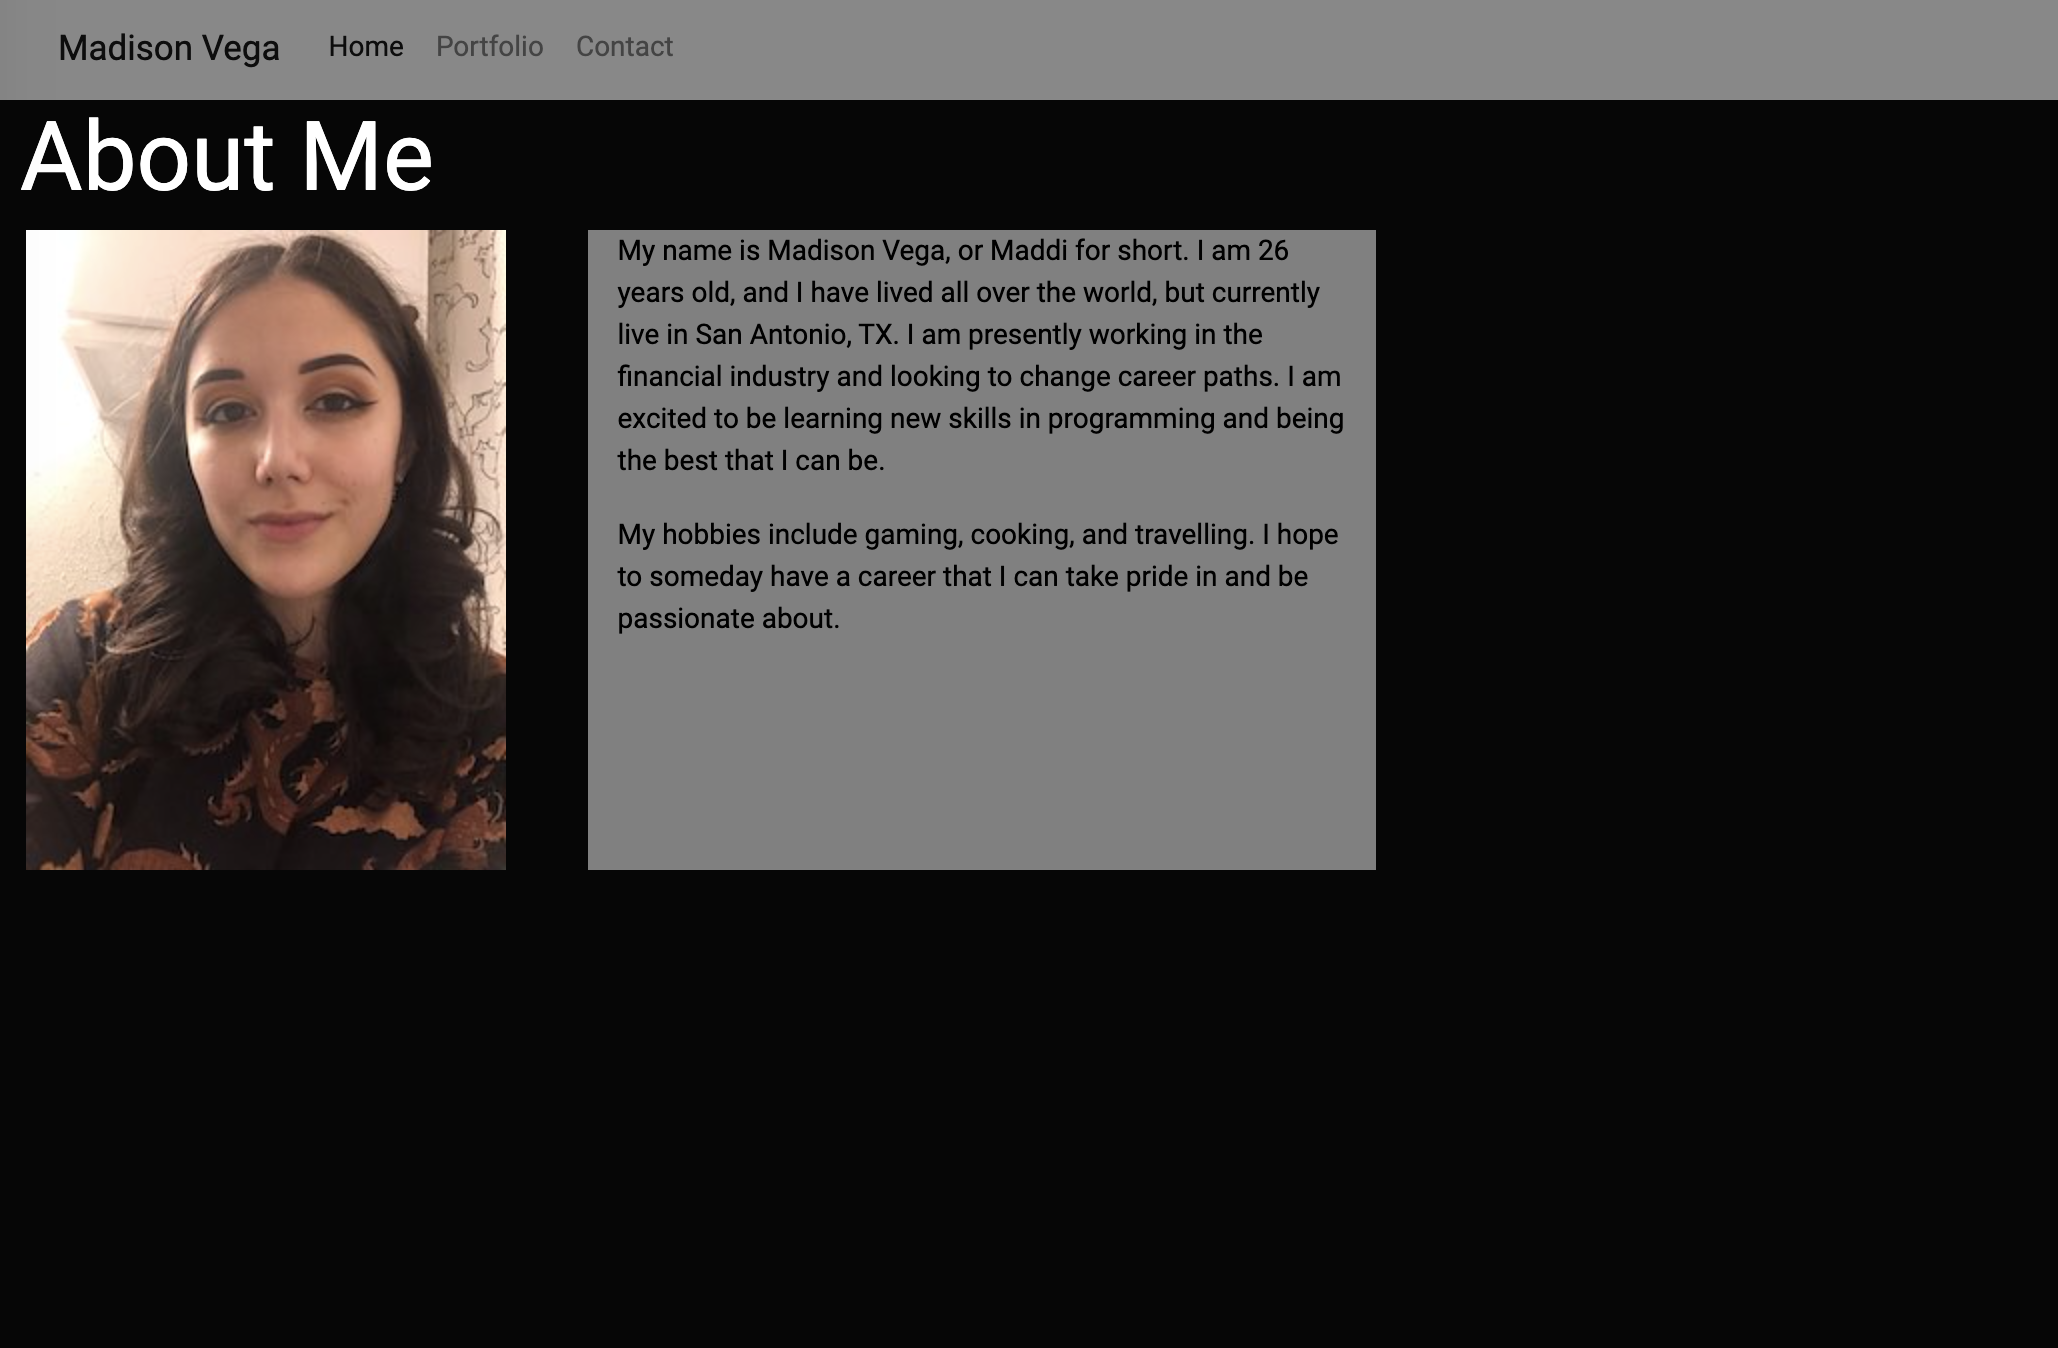 Madison Vega Home Portfolio Contact
About Me
My name is Madison Vega, or Maddi for short. I am 26
years old, and I have lived all over the world, but currently
live in San Antonio, TX. I am presently working in the
financial industry and looking to change career paths. I am
excited to be learning new skills in programming and being
the best that I can be.
My hobbies include gaming, cooking, and travelling. I hope
to someday have a career that I can take pride in and be
passionate about.